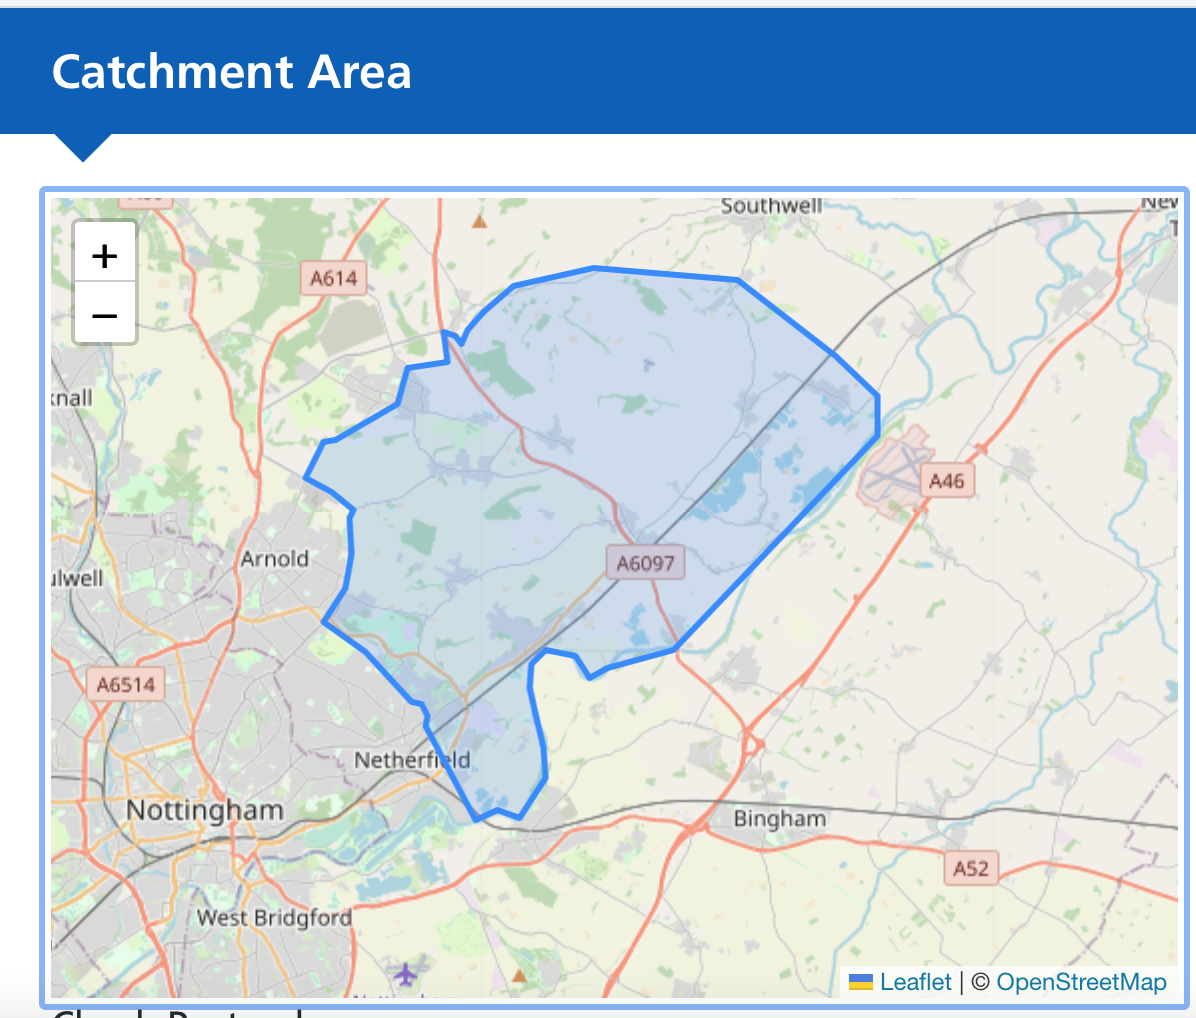 Catchment Area
Southwell
+
A614
−
A46
Arnold
A6097
A6514
Netherfield
Nottingham
Bingham
A52
West Bridgford
Leaflet | © OpenStreetMap